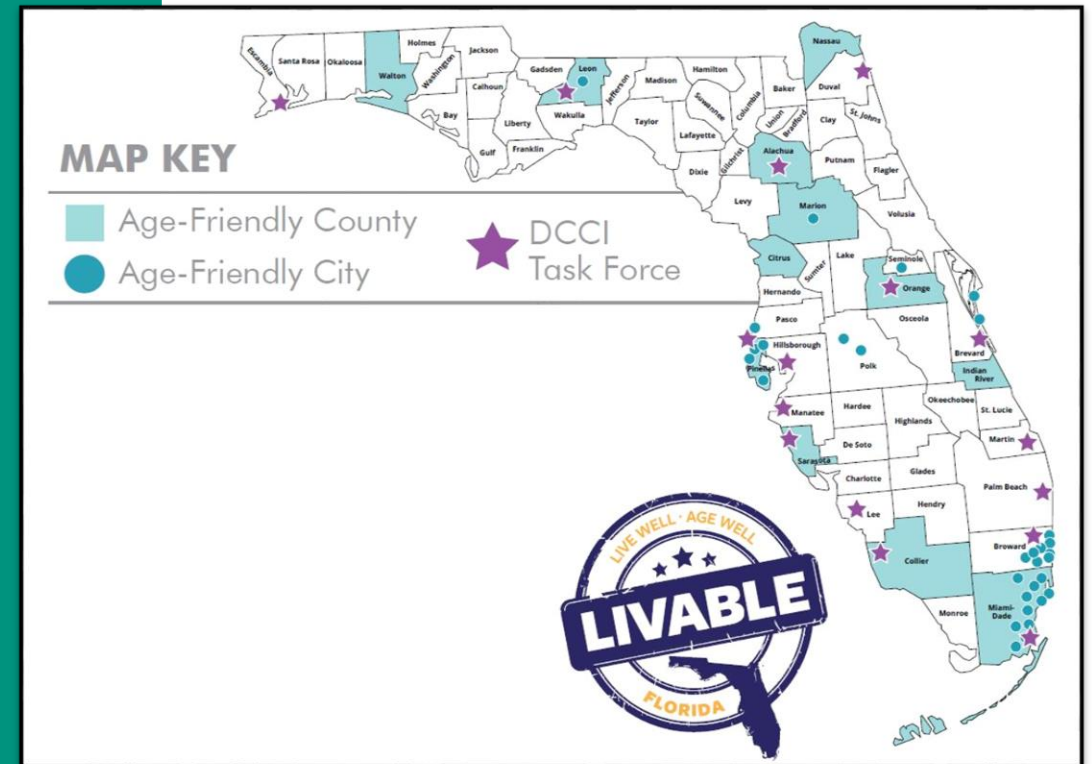 MAP KEY
Age-Friendly County
Age-Friendly City
DCCI
Task Force
Escambia
Santa Rosa
Okaloosa
Walton
Holmes
Washington
Jackson
Bay
Calhoun
Gulf
Liberty
Franklin
Gadsden
Leon
Wakulla
Jefferson
Madison
Taylor
Hamilton
Suwannee
Lafayette
Dixie
Columbia
Gilchrist
Baker
Union
Bradford
Nassau
Duval
Clay
St. Johns
Alachua
Putnam
Flagler
Levy
Marion
Volusia
Citrus
Sumter
Lake
Seminole
Orange
Hernando
Pasco
Osceola
Hillsborough
Pinellas
Polk
Brevard
Indian
River
Manatee
Hardee
Highlands
Okeechobee
St. Lucie
Sarasota
De Soto
Martin
Charlotte
Glades
Palm Beach
Lee
Hendry
Collier
Broward
Monroe
Miami-
Dade
LIVE WELL · AGE WELL
LIVABLE
FLORIDA